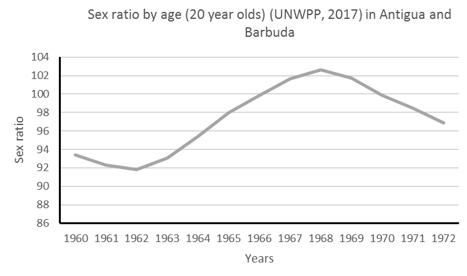 Sex ratio by age (20 year olds) (UNWPP, 2017) in Antigua and
Barbuda
104
102
100
98
96
94
92
90
88
86
Sex ratio
1960 1961 1962 1963 1964 1965 1966 1967 1968 1969 1970 1971 1972
Years